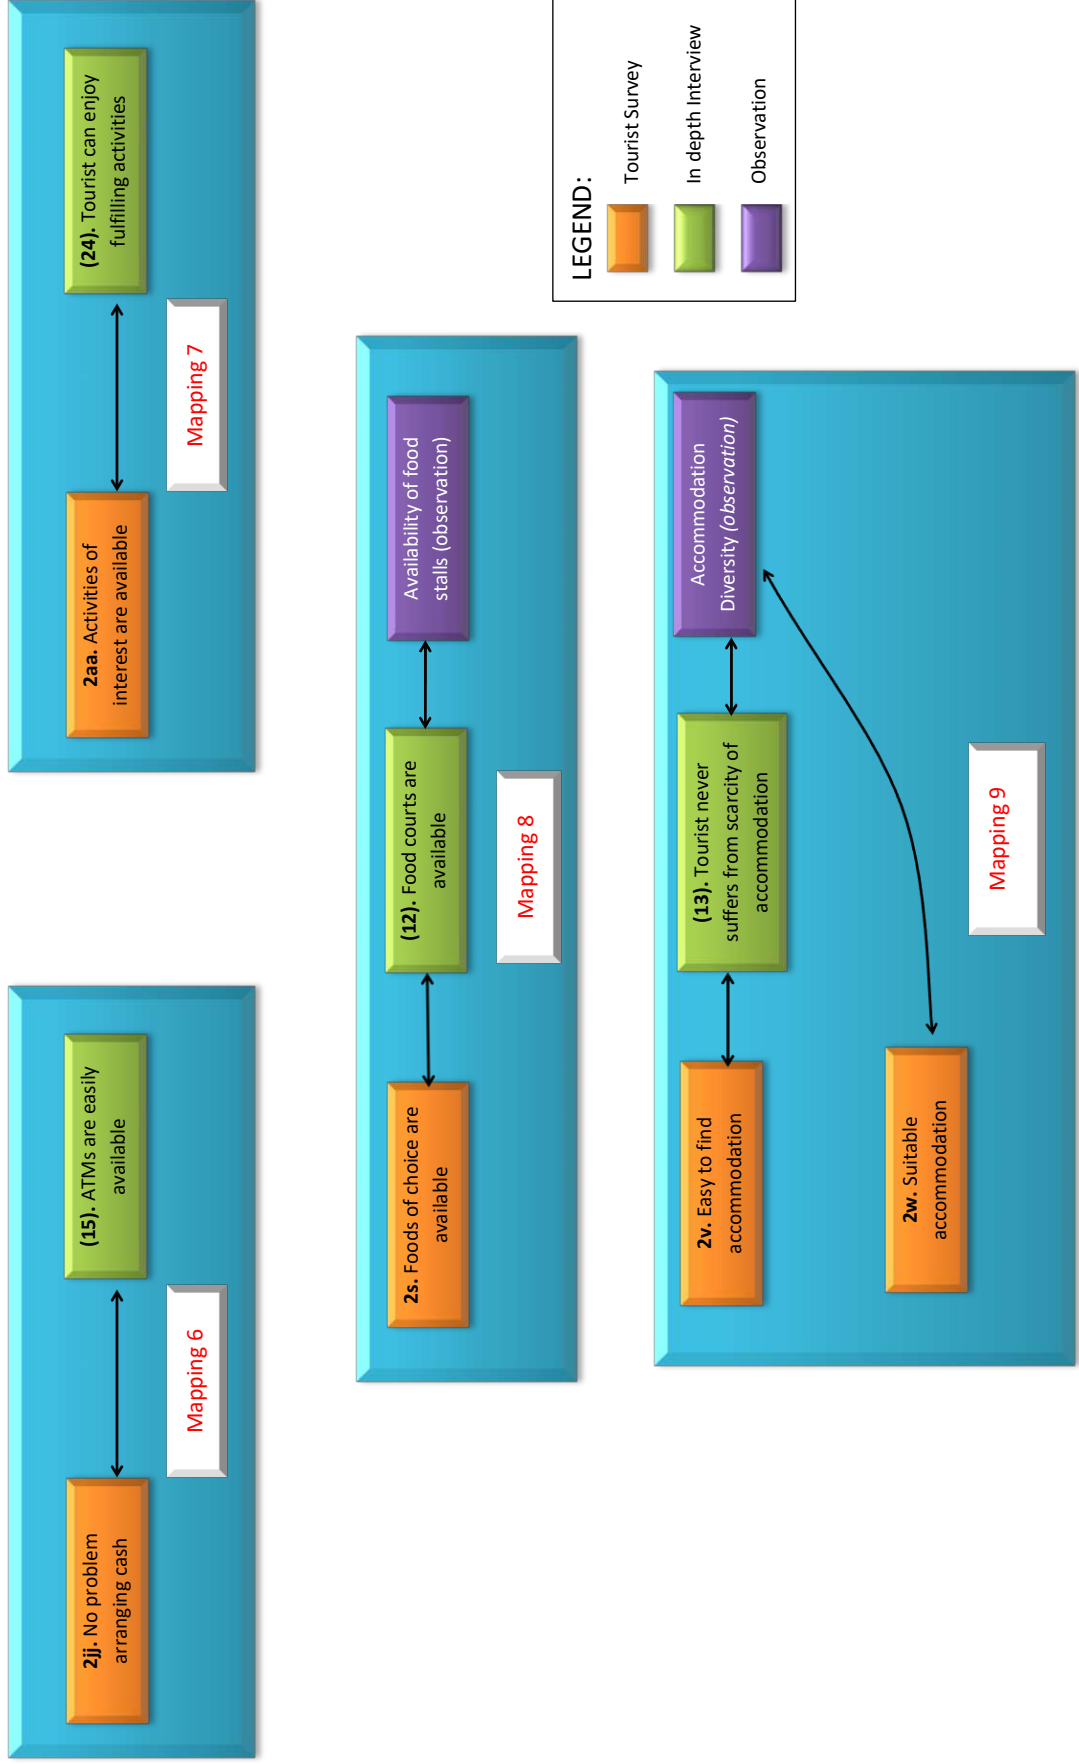 2jj. No problem
arranging cash
(15). ATMs are easily
available
Mapping 6
2aa. Activities of
interest are available
(24). Tourist can enjoy
fulfilling activities
Mapping 7
2s. Foods of choice are
available
(12). Food courts are
available
Availability of food
stalls (observation)
Mapping 8
2v. Easy to find
accommodation
(13). Tourist never
suffers from scarcity of
accommodation
Accommodation
Diversity (observation)
2w. Suitable
accommodation
Mapping 9
LEGEND:
Tourist Survey
In depth Interview
Observation